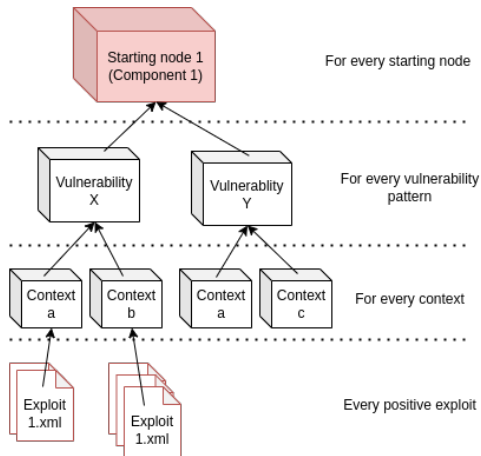 Starting node 1
(Component 1)
For every starting node
Vulnerability
X
Vulnerablity
Y
For every vulnerability
pattern
Context
a
Context
b
Context
a
Context
c
For every context
Exploit
1.xml
Exploit
1.xml
Every positive exploit